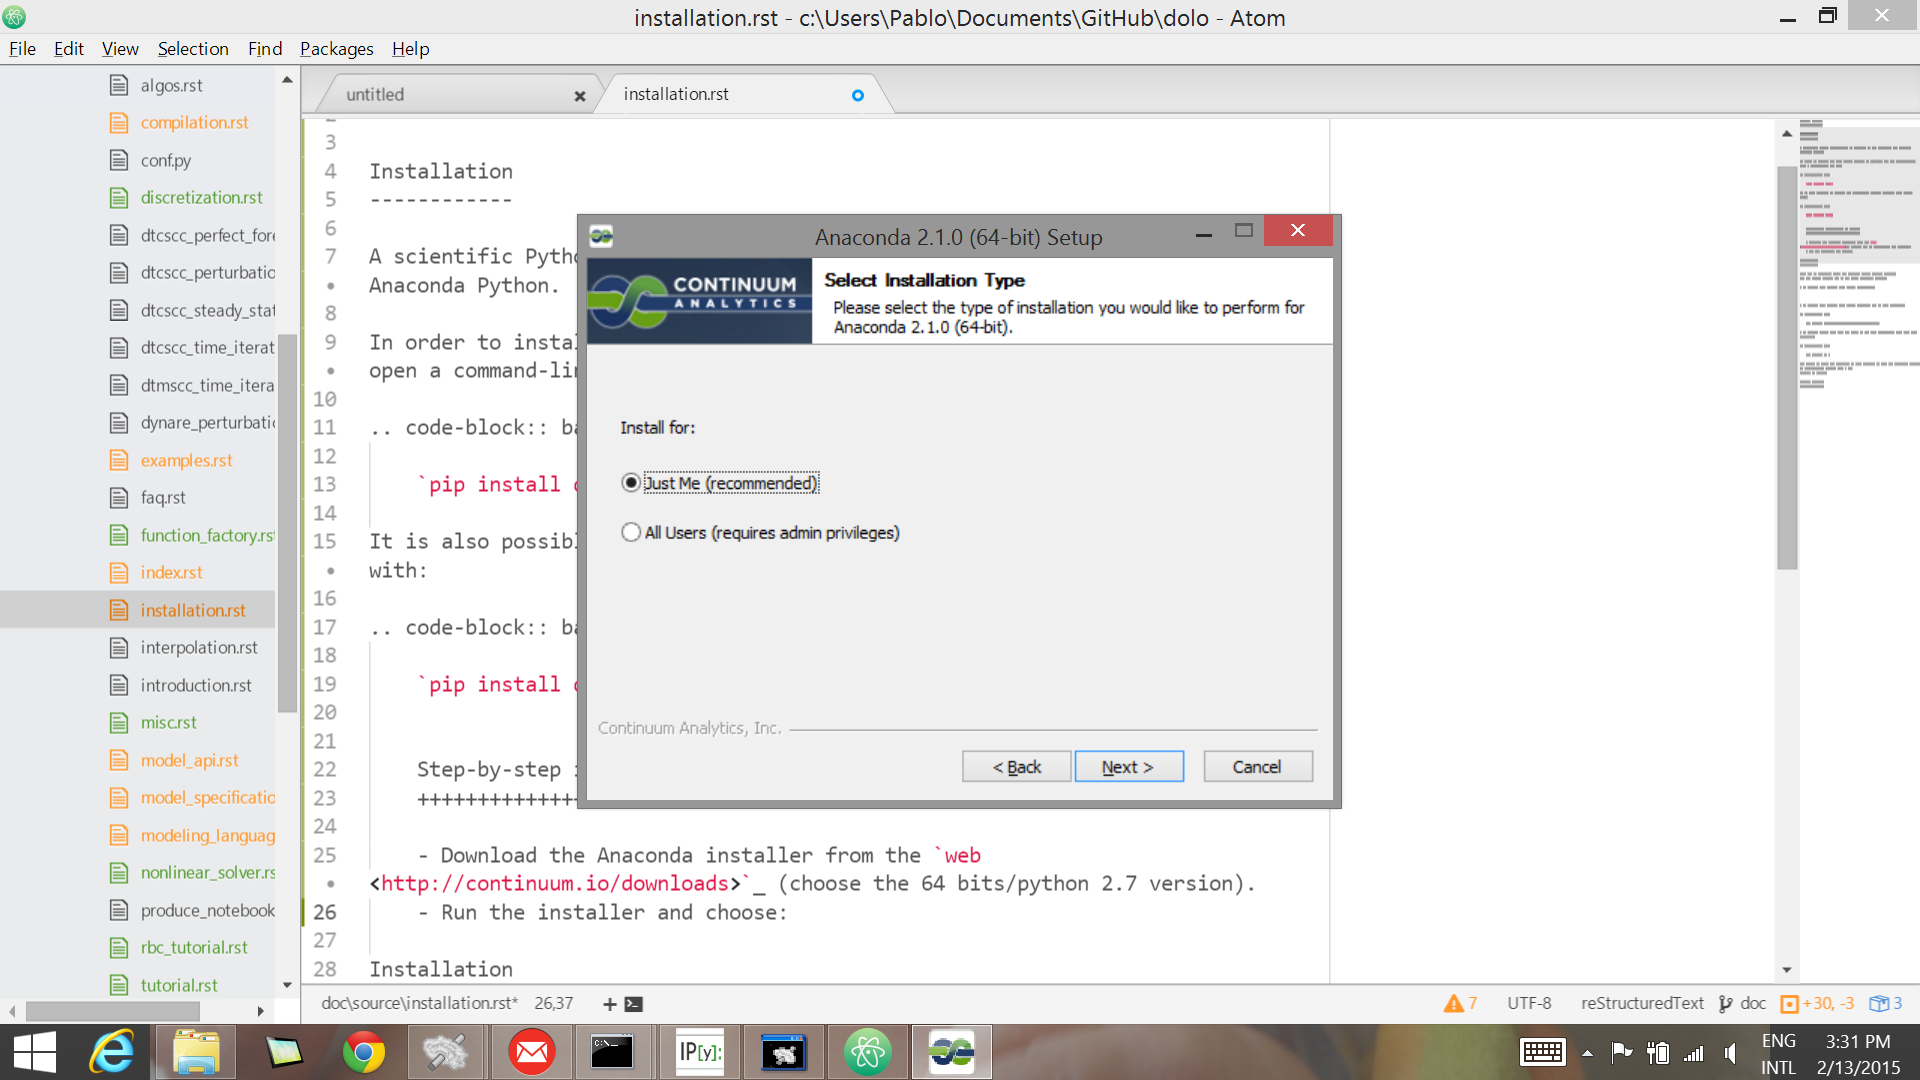 installation.rst - c:\Users\Pablo\Documents\GitHub\dolo - Atom
File Edit View Selection Find Packages Help
algos.rst
compilation.rst
conf.py
discretization.rst
dtcscc_perfect_fore
dtcscc_perturbatio
dtcscc_steady_stat
dtcscc_time_iterat
dtmscc_time_itera
dynare_perturbatio
examples.rst
faq.rst
function_factory.rst
index.rst
installation.rst
interpolation.rst
introduction.rst
misc.rst
model_api.rst
model_specificatio
modeling_languag
nonlinear_solver.rs
produce_notebook
rbc_tutorial.rst
tutorial.rst
untitled
installation.rst
2
3
4 Installation
5 ------------
6
7 A scientific Pytho
• Anaconda Python.
8
9 In order to instal
• open a command-lin
10
11 .. code-block:: ba
12
13 `pip install
14
15 It is also possibl
• with:
16
17 .. code-block:: ba
18
19 `pip install
20
21
22 Step-by-step
23 +++++++++++++
24
25 - Download the Anaconda installer from the `web
• <http://continuum.io/downloads>`_ (choose the 64 bits/python 2.7 version).
26 - Run the installer and choose:
27
28 Installation
Anaconda 2.1.0 (64-bit) Setup
CONTINUUM
ANALYTICS
Select Installation Type
Please select the type of installation you would like to perform for
Anaconda 2.1.0 (64-bit).
Install for:
Just Me (recommended)
All Users (requires admin privileges)
Continuum Analytics, Inc.
< Back Next > Cancel
doc\source\installation.rst* 26,37 + 7 UTF-8 reStructuredText doc +30, -3 3
C:\_
IP[y]:
ENG
INTL
3:31 PM
2/13/2015